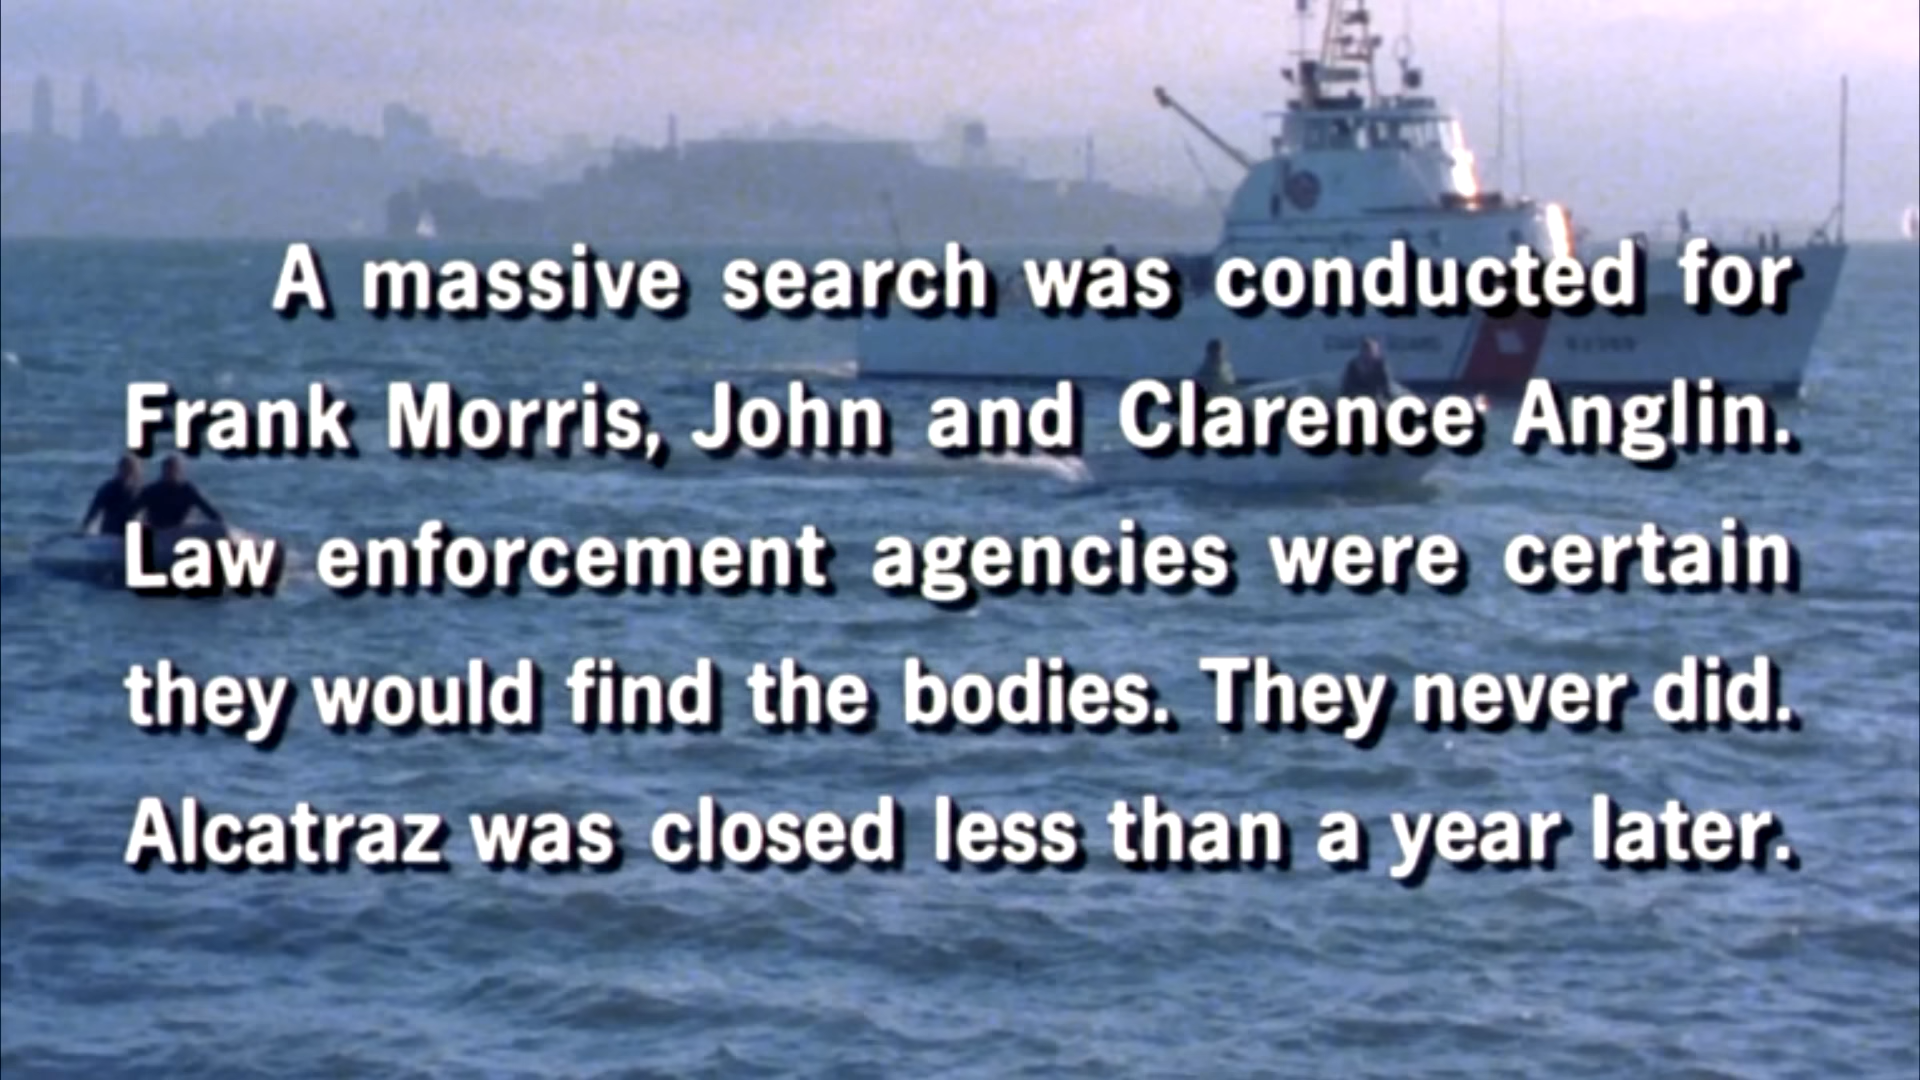 A massive search was conducted for
Frank Morris, John and Clarence Anglin.
Law enforcement agencies were certain
they would find the bodies. They never did.
Alcatraz was closed less than a year later.